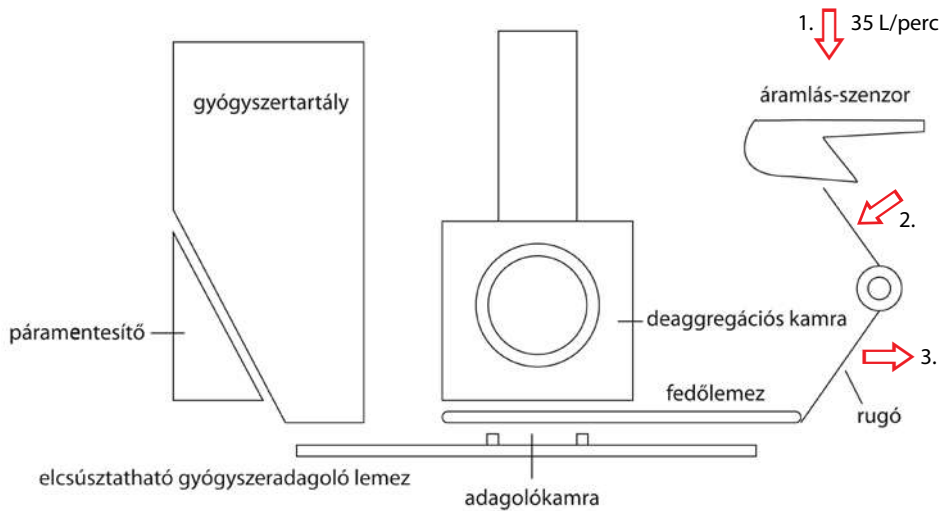 1. 35 L/perc
áramlás-szenzor
gyógyszertartály
2.
páramentesítő
deaggregációs kamra
3.
fedőlemez
rugó
elcsúsztatható gyógyszeradagoló lemez
adagolókamra